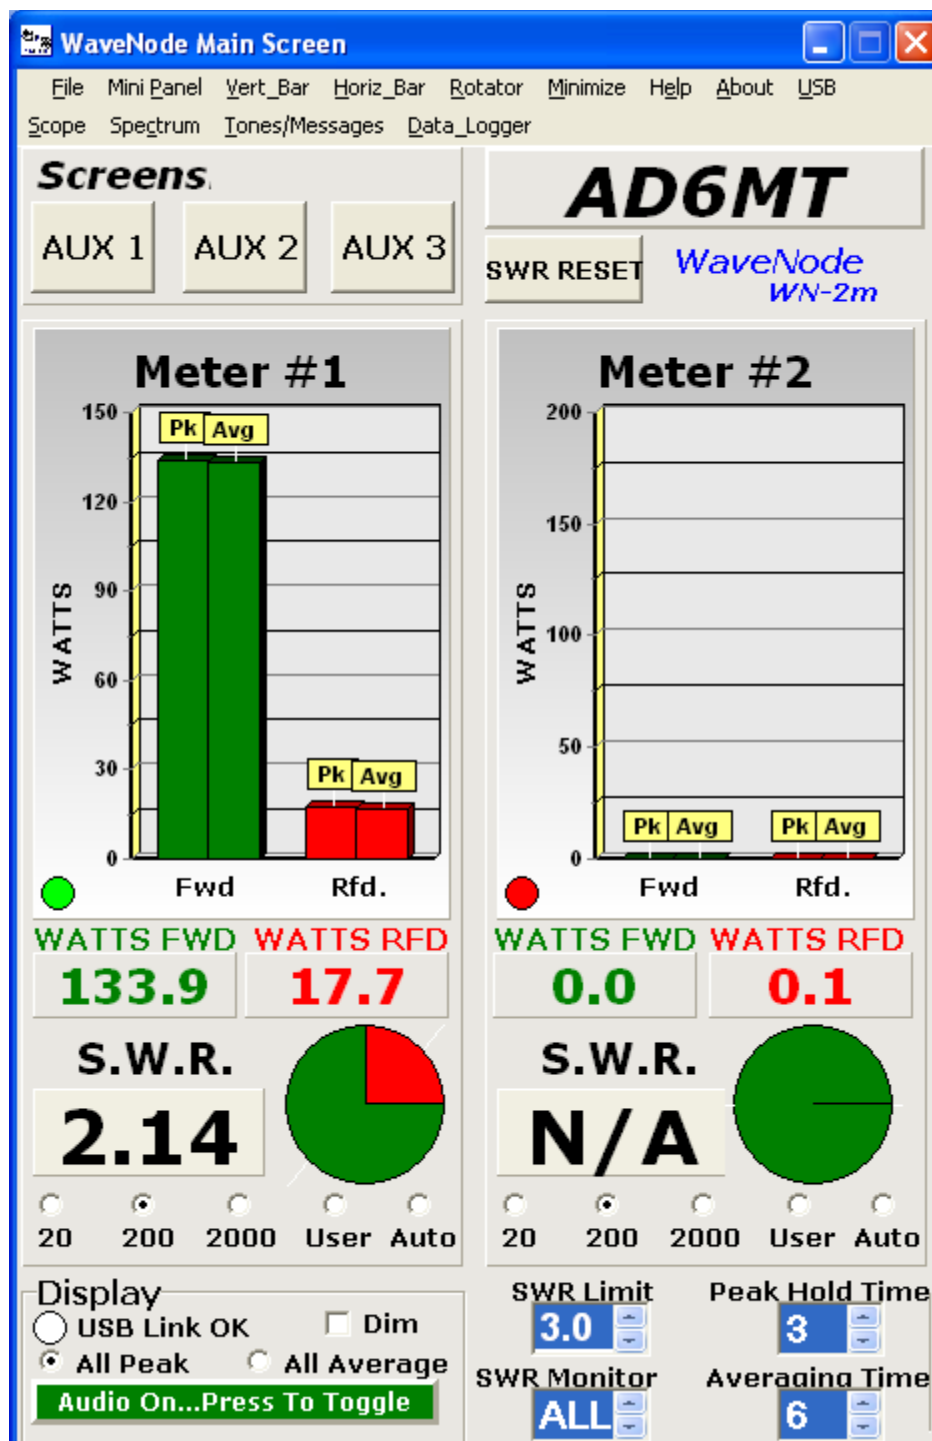 WaveNode Main Screen
File Mini Panel Vert_Bar Horiz_Bar Rotator Minimize Help About USB
Scope Spectrum Tones/Messages Data_Logger
Screens
AD6MT
AUX 1 AUX 2 AUX 3
SWR RESET
WaveNode
WN-2m
Meter #1
150
120
90
60
30
0
WATTS
Pk Avg
Pk Avg
Fwd Rfd.
WATTS FWD WATTS RFD
133.9 17.7
S.W.R.
2.14
20 200 2000 User Auto
Meter #2
200
150
100
50
0
WATTS
Pk Avg Pk Avg
Fwd Rfd.
WATTS FWD WATTS RFD
0.0 0.1
S.W.R.
N/A
20 200 2000 User Auto
Display
USB Link OK Dim
All Peak All Average
Audio On...Press To Toggle
SWR Limit Peak Hold Time
3.0 3
SWR Monitor Averaging Time
ALL 6